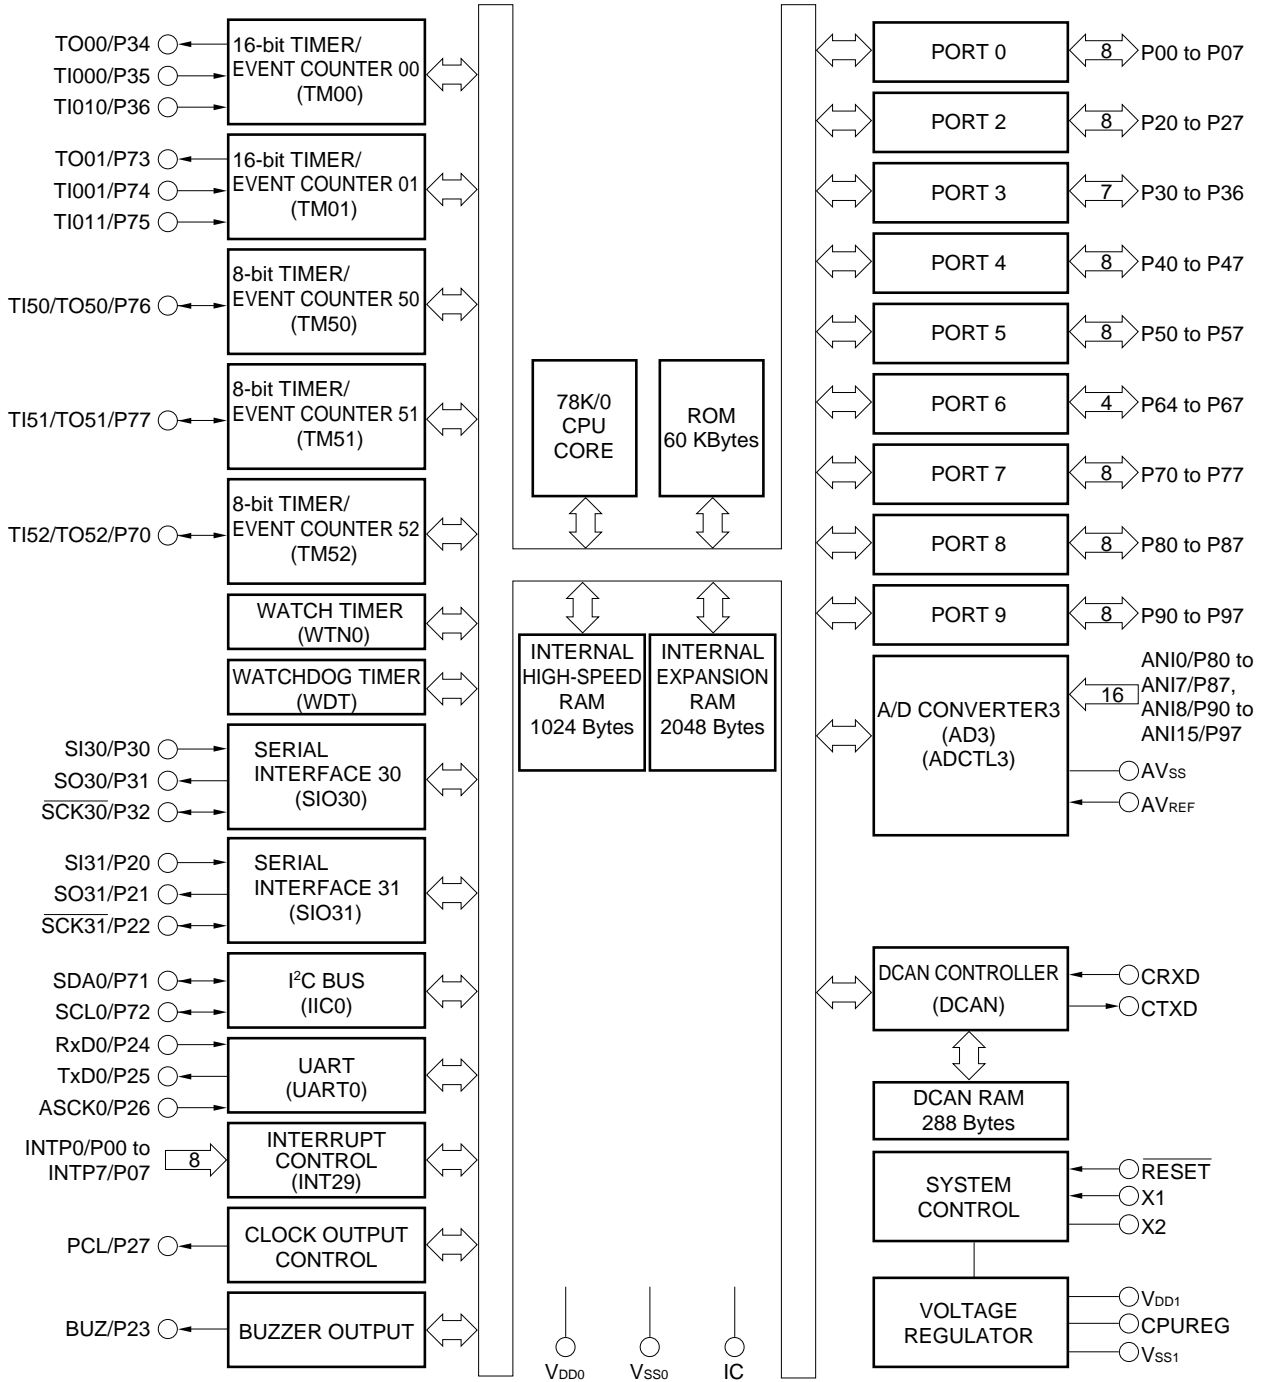 TO00/P34
TI000/P35
TI010/P36
16-bit TIMER/
EVENT COUNTER 00
(TM00)
TO01/P73
TI001/P74
TI011/P75
16-bit TIMER/
EVENT COUNTER 01
(TM01)
TI50/TO50/P76
8-bit TIMER/
EVENT COUNTER 50
(TM50)
TI51/TO51/P77
8-bit TIMER/
EVENT COUNTER 51
(TM51)
TI52/TO52/P70
8-bit TIMER/
EVENT COUNTER 52
(TM52)
WATCH TIMER
(WTN0)
WATCHDOG TIMER
(WDT)
SI30/P30
SO30/P31
SCK30/P32
SERIAL
INTERFACE 30
(SIO30)
SI31/P20
SO31/P21
SCK31/P22
SERIAL
INTERFACE 31
(SIO31)
SDA0/P71
SCL0/P72
I²C BUS
(IIC0)
RxD0/P24
TxD0/P25
ASCK0/P26
UART
(UART0)
INTP0/P00 to
INTP7/P07
8
INTERRUPT
CONTROL
(INT29)
PCL/P27
CLOCK OUTPUT
CONTROL
BUZ/P23
BUZZER OUTPUT
78K/0
CPU
CORE
ROM
60 KBytes
INTERNAL
HIGH-SPEED
RAM
1024 Bytes
INTERNAL
EXPANSION
RAM
2048 Bytes
VDD0
VSS0
IC
PORT 0
8
P00 to P07
PORT 2
8
P20 to P27
PORT 3
7
P30 to P36
PORT 4
8
P40 to P47
PORT 5
8
P50 to P57
PORT 6
4
P64 to P67
PORT 7
8
P70 to P77
PORT 8
8
P80 to P87
PORT 9
8
P90 to P97
A/D CONVERTER3
(AD3)
(ADCTL3)
16
ANI0/P80 to
ANI7/P87,
ANI8/P90 to
ANI15/P97
AVSS
AVREF
DCAN CONTROLLER
(DCAN)
CRXD
CTXD
DCAN RAM
288 Bytes
SYSTEM
CONTROL
RESET
X1
X2
VOLTAGE
REGULATOR
VDD1
CPUREG
VSS1